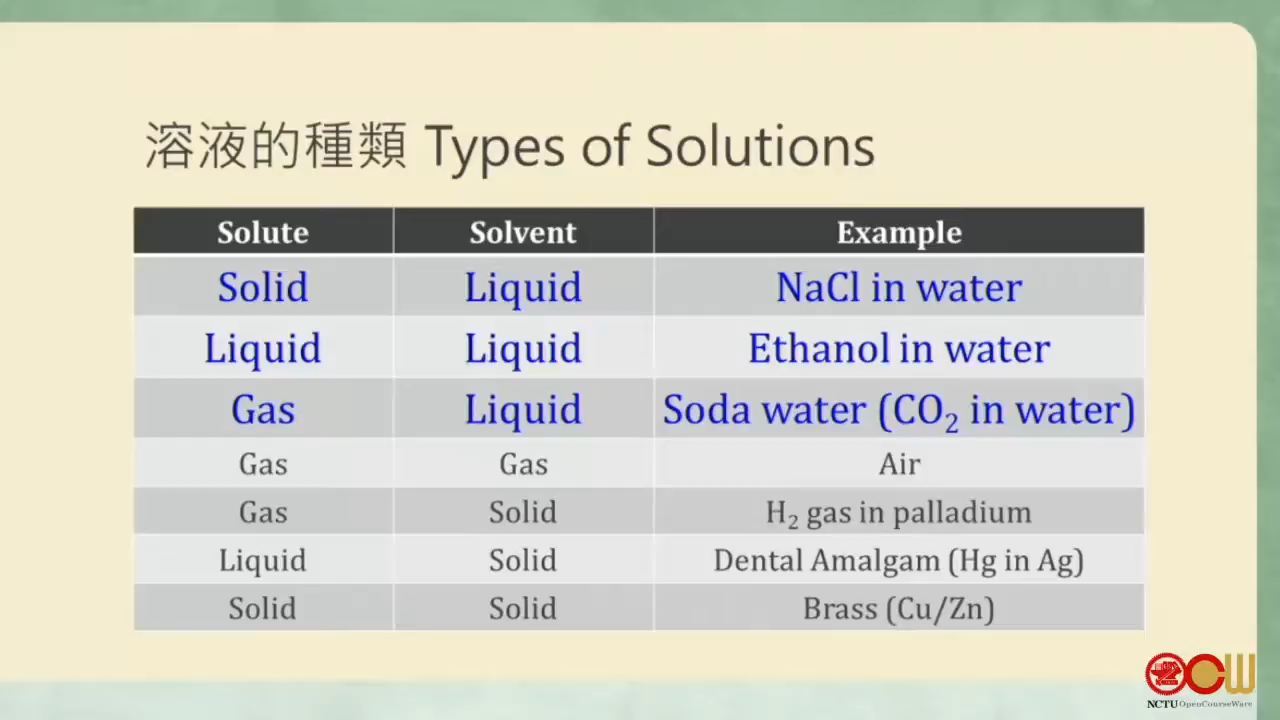 溶液的種類 Types of Solutions
Solute Solvent Example
Solid Liquid NaCl in water
Liquid Liquid Ethanol in water
Gas Liquid Soda water (CO₂ in water)
Gas Gas Air
Gas Solid H₂ gas in palladium
Liquid Solid Dental Amalgam (Hg in Ag)
Solid Solid Brass (Cu/Zn)
OCW
NCTU OpenCourseWare